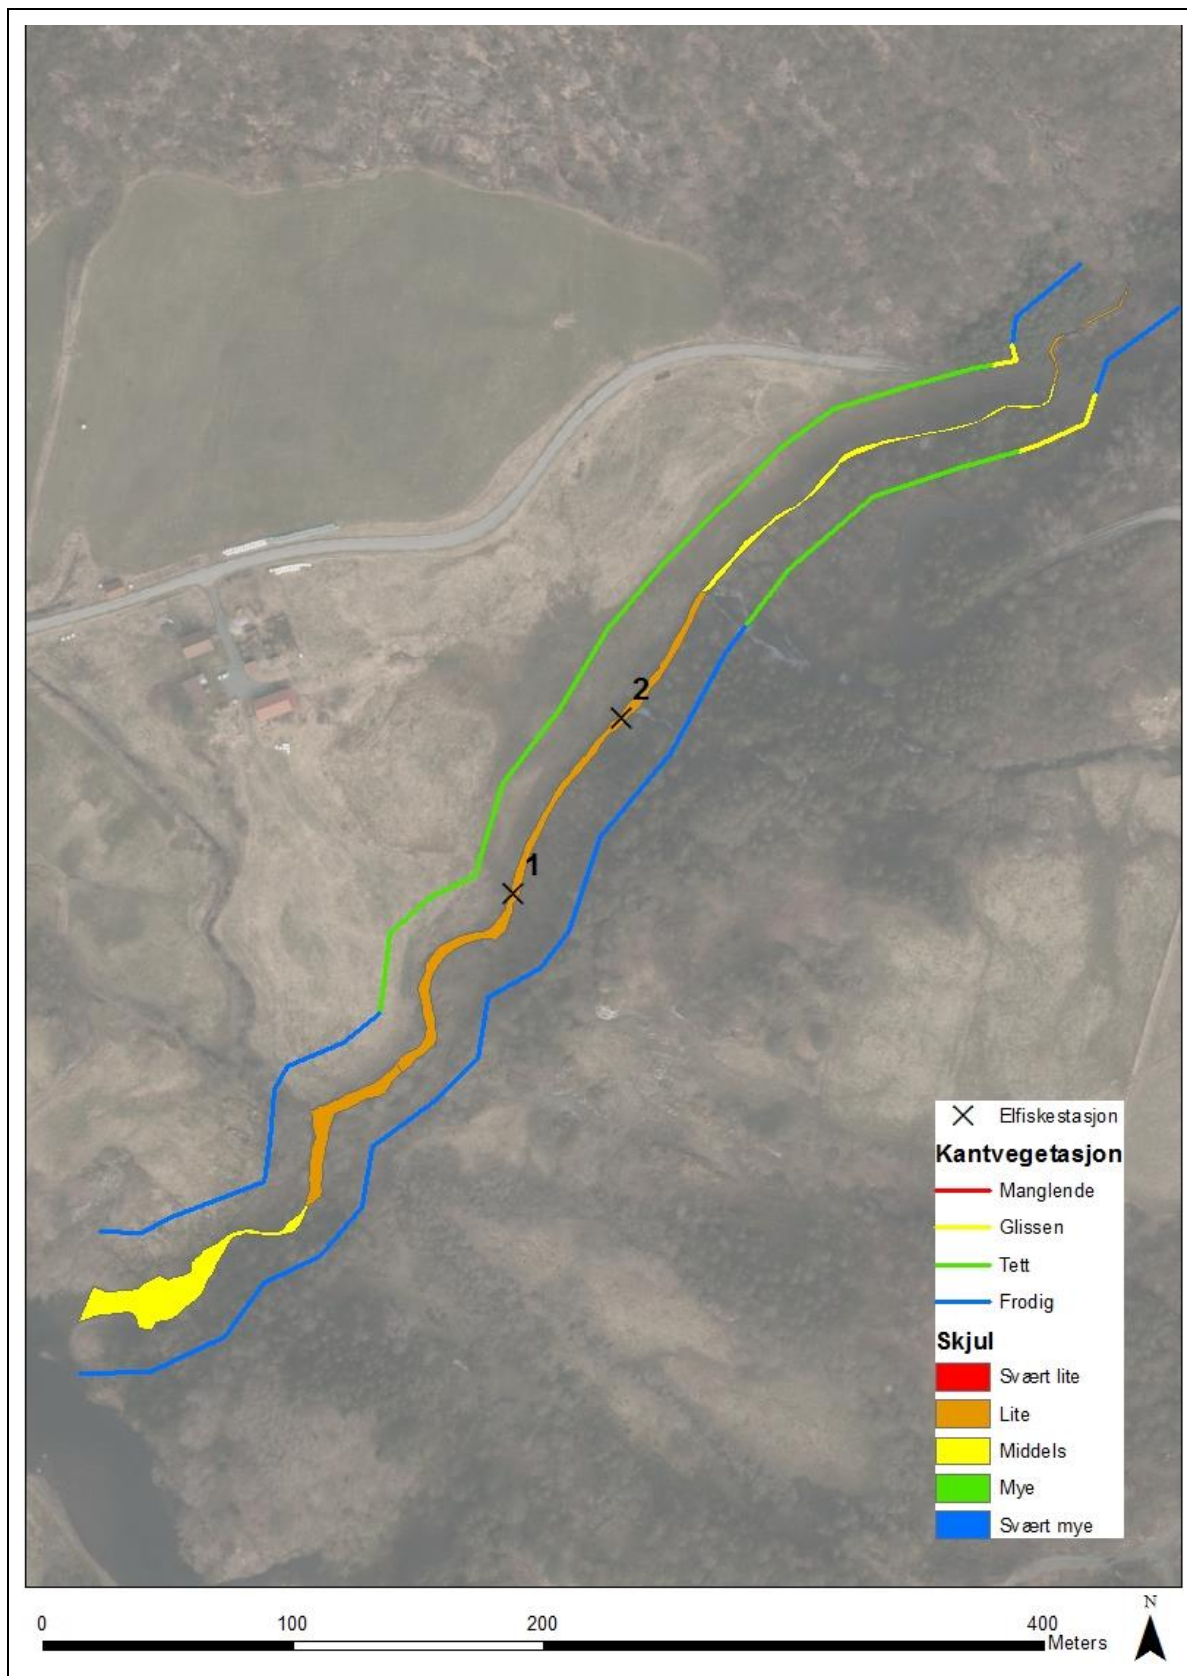 2
1
Elfiskestasjon
Kantvegetasjon
Manglende
Glissen
Tett
Frodig
Skjul
Svært lite
Lite
Middels
Mye
Svært mye
0 100 200 400
Meters
N